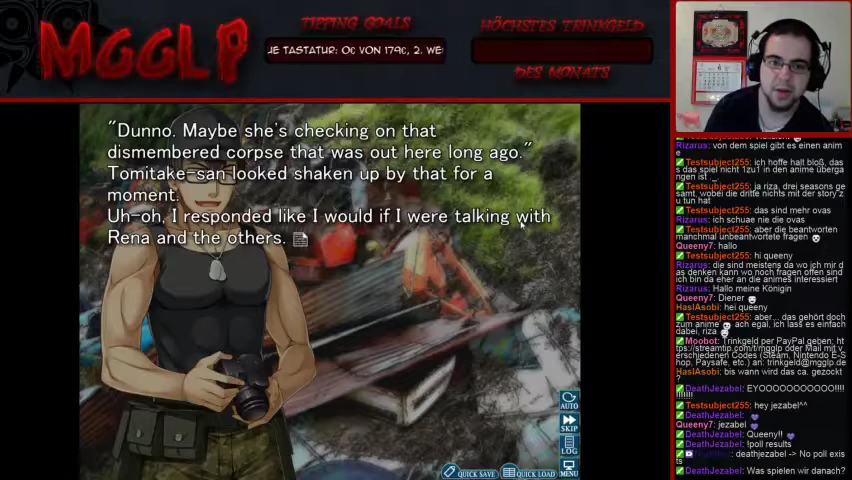 MGGLP
TIPPING GOALS
UE TASTATUR: 0€ VON 179€, 2. WE
HÖCHSTES TRINKGELD
DES MONATS
"Dunno. Maybe she's checking on that
dismembered corpse that was out here long ago."
Tomitake-san looked shaken up by that for a
moment.
Uh-oh, I responded like I would if I were talking with
Rena and the others.
AUTO
SKIP
LOG
MENU
QUICK SAVE
QUICK LOAD
Rizarus: von dem spiel gibt es einen anim
e
Testsubject255: ich hoffe halt bloß, das
s das spiel nicht 1zu1 in den anime überga
ngen ist ._.
Testsubject255: ja riza, drei seasons ge
samt, wobei die dritte nichts mit der story zu
tun hat
Testsubject255: das sind mehr ovas
Rizarus: ich schuae nie die ovas
Testsubject255: aber die beantworten
manchmal unbeantwortete fragen
Queeny7: hallo
Testsubject255: hi queeny
Rizarus: die sind meistens da wo ich mir d
as denken kann wo noch fragen offen sind
ich bin da eher an die animes interessiert
Rizarus: Hallo meine Königin
Queeny7: Diener
HaslAsobi: hei queeny
Testsubject255: aber... das gehört doch
zum anime ach egal, ich lass es einfach
dabei, riza
Moobot: Trinkgeld per PayPal geben: ht
tps://streamtip.com/t/mgglp oder Mail mit v
erschiedenen Codes (Steam, Nintendo E-S
hop, Paysafe, etc.) an: trinkgeld@mgglp.de
HaslAsobi: bis wann wird das ca. gezockt
?
DeathJezabel: EYOOOOOOOOOO!!!!
!!!!!!!!
Testsubject255: hey jezabel^^
DeathJezabel:
Queeny7: jezabel
DeathJezabel: Queeny!!
DeathJezabel: !poll results
deathjezabel -> No poll exis
ts
DeathJezabel: Was spielen wir danach?